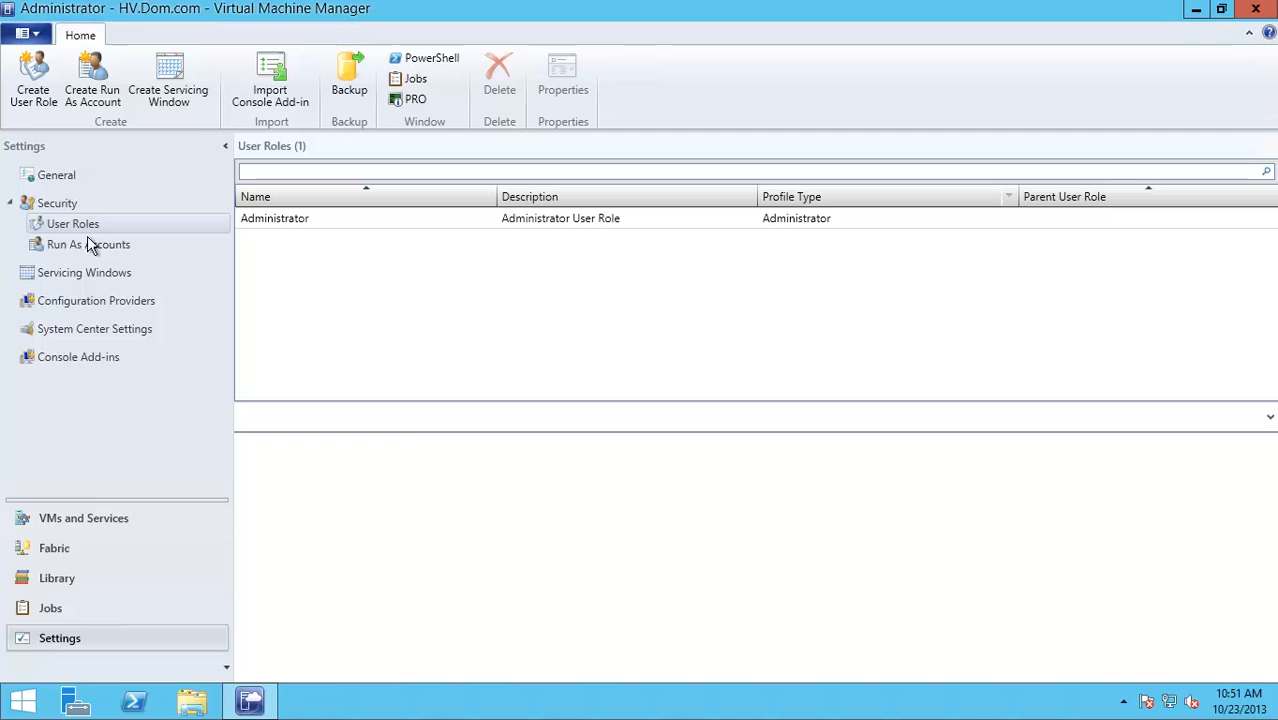 Administrator - HV.Dom.com - Virtual Machine Manager
Home
Create User Role
Create Run As Account
Create Servicing Window
Import Console Add-in
Backup
PowerShell
Jobs
PRO
Delete
Properties
Create
Import
Backup
Window
Delete
Properties
Settings
General
Security
User Roles
Run As
Servicing Windows
Configuration Providers
System Center Settings
Console Add-ins
VMs and Services
Fabric
Library
Jobs
Settings
User Roles (1)
Name Description Profile Type Parent User Role
Administrator Administrator User Role Administrator
10:51 AM
10/23/2013